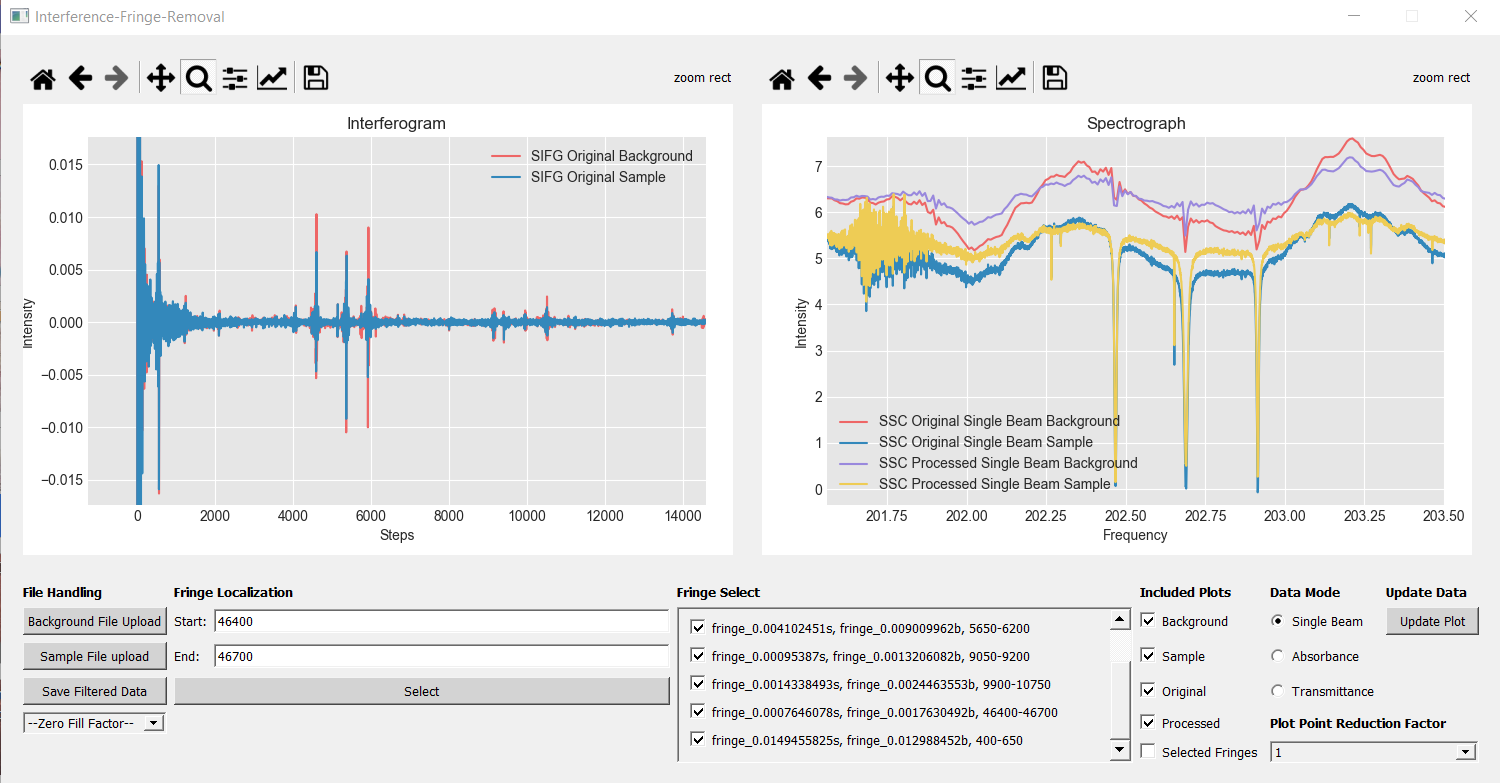 Interference-Fringe-Removal
zoom rect
zoom rect
Interferogram
SIFG Original Background
SIFG Original Sample
Intensity
0.015
0.010
0.005
0.000
−0.005
−0.010
−0.015
0 2000 4000 6000 8000 10000 12000 14000
Steps
Spectrograph
Intensity
7
6
5
4
3
2
1
0
SSC Original Single Beam Background
SSC Original Single Beam Sample
SSC Processed Single Beam Background
SSC Processed Single Beam Sample
201.75 202.00 202.25 202.50 202.75 203.00 203.25 203.50
Frequency
File Handling
Background File Upload
Sample File upload
Save Filtered Data
--Zero Fill Factor--
Fringe Localization
Start: 46400
End: 46700
Select
Fringe Select
fringe_0.004102451s, fringe_0.009009962b, 5650-6200
fringe_0.00095387s, fringe_0.0013206082b, 9050-9200
fringe_0.0014338493s, fringe_0.0024463553b, 9900-10750
fringe_0.0007646078s, fringe_0.0017630492b, 46400-46700
fringe_0.0149455825s, fringe_0.012988452b, 400-650
Included Plots
Background
Sample
Original
Processed
Selected Fringes
Data Mode
Single Beam
Absorbance
Transmittance
Plot Point Reduction Factor
1
Update Data
Update Plot